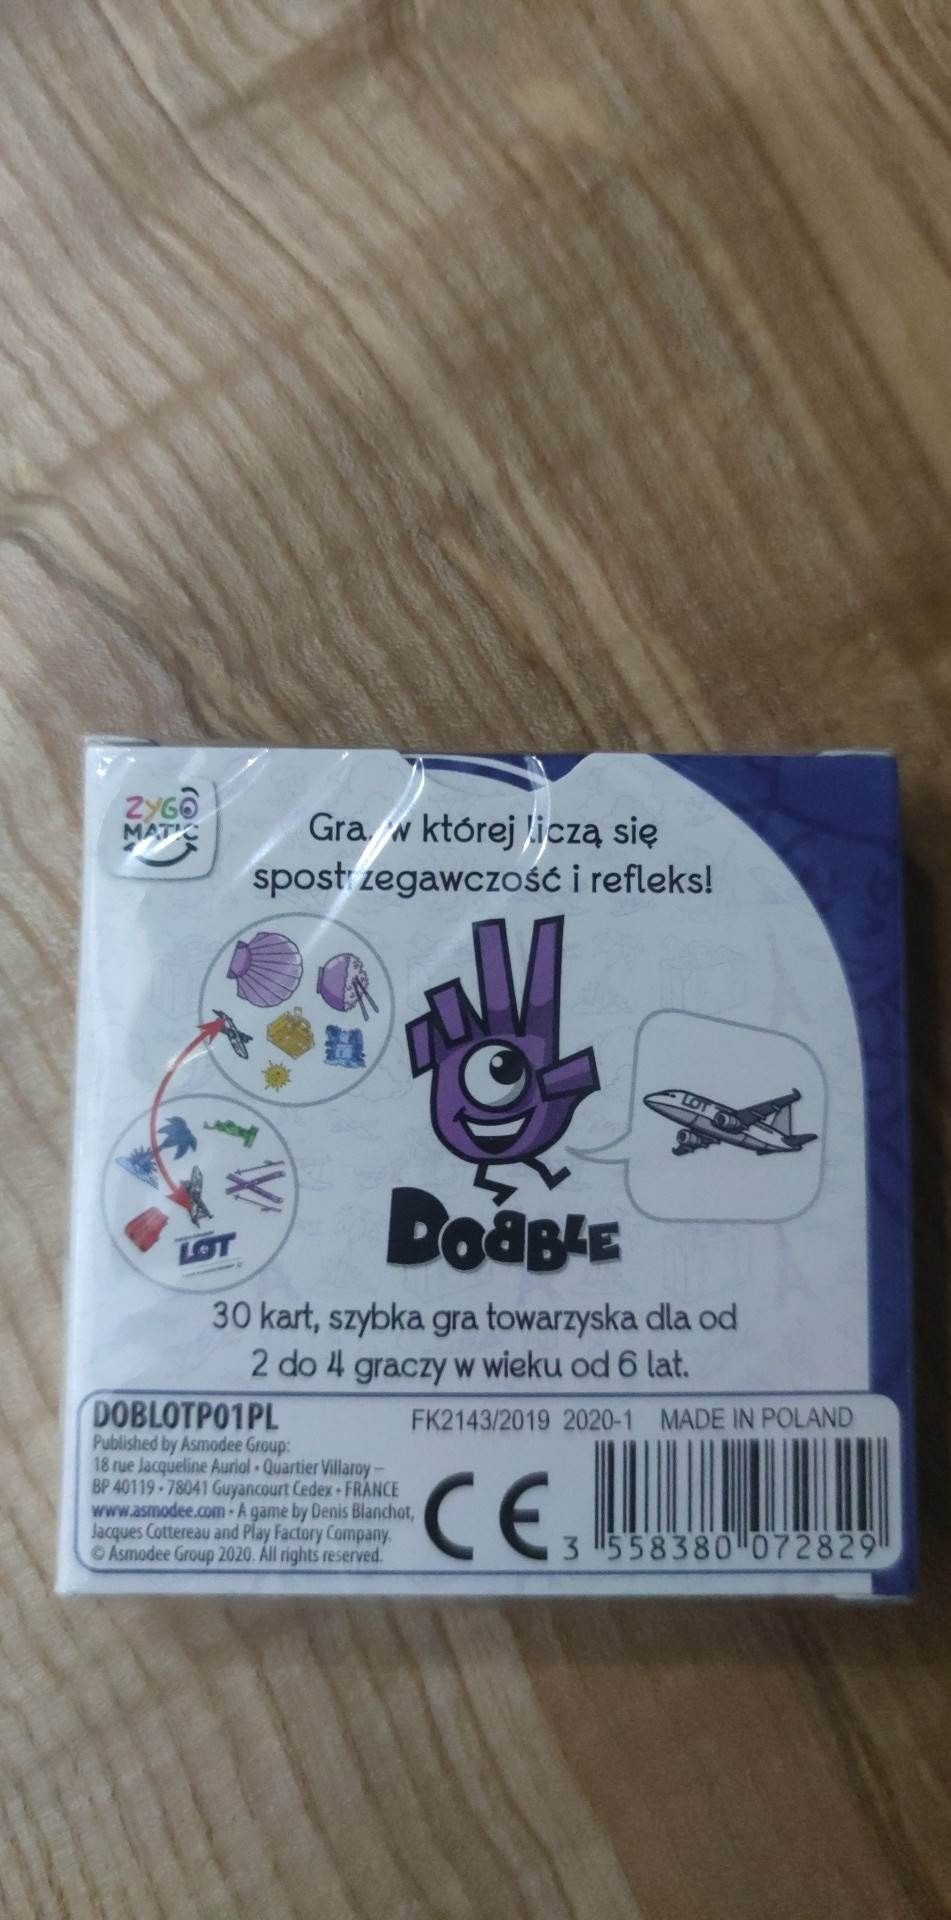 ZYGO
MATIC
Gra, w której liczą się
spostrzegawczość i refleks!
LOT
LOT
DOBBLE
30 kart, szybka gra towarzyska dla od
2 do 4 graczy w wieku od 6 lat.
DOBLOTP01PL
FK2143/2019 2020-1 MADE IN POLAND
Published by Asmodee Group:
18 rue Jacqueline Auriol • Quartier Villaroy –
BP 40119 • 78041 Guyancourt Cedex • FRANCE
www.asmodee.com • A game by Denis Blanchot,
Jacques Cottereau and Play Factory Company.
© Asmodee Group 2020. All rights reserved.
CE
3 558380 072829